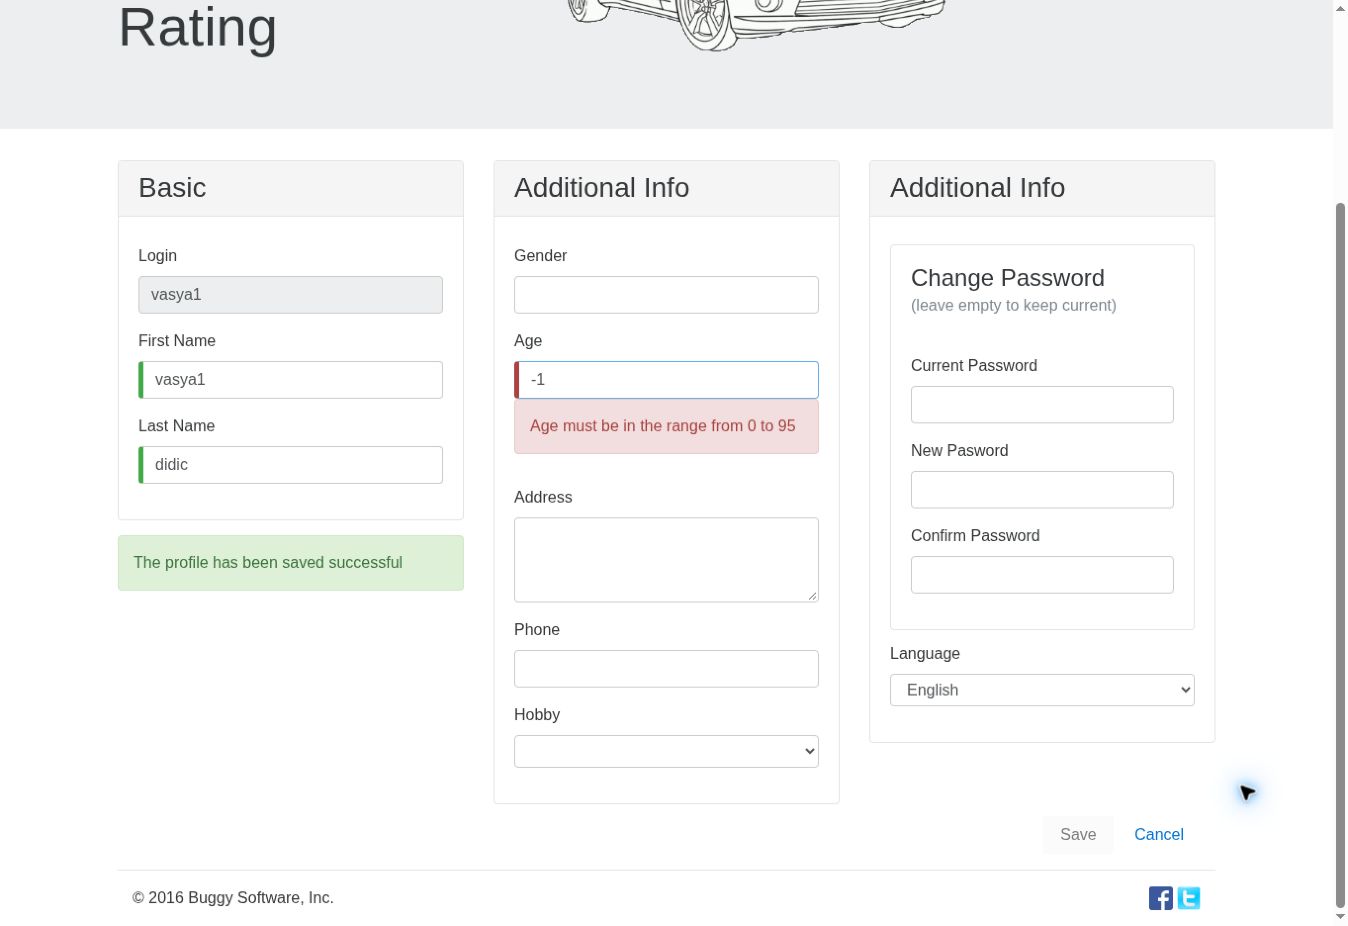 Rating
Basic
Login
vasya1
First Name
vasya1
Last Name
didic
The profile has been saved successful
Additional Info
Gender
Age
-1
Age must be in the range from 0 to 95
Address
Phone
Hobby
Additional Info
Change Password
(leave empty to keep current)
Current Password
New Pasword
Confirm Password
Language
English
Save
Cancel
© 2016 Buggy Software, Inc.